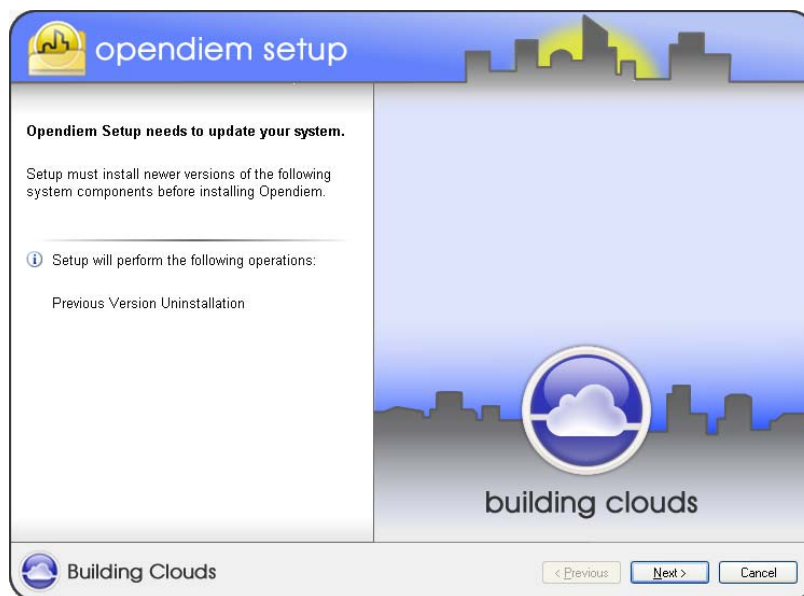 opendiem setup
Opendiem Setup needs to update your system.
Setup must install newer versions of the following
system components before installing Opendiem.
Setup will perform the following operations:
Previous Version Uninstallation
building clouds
Building Clouds
< Previous
Next >
Cancel